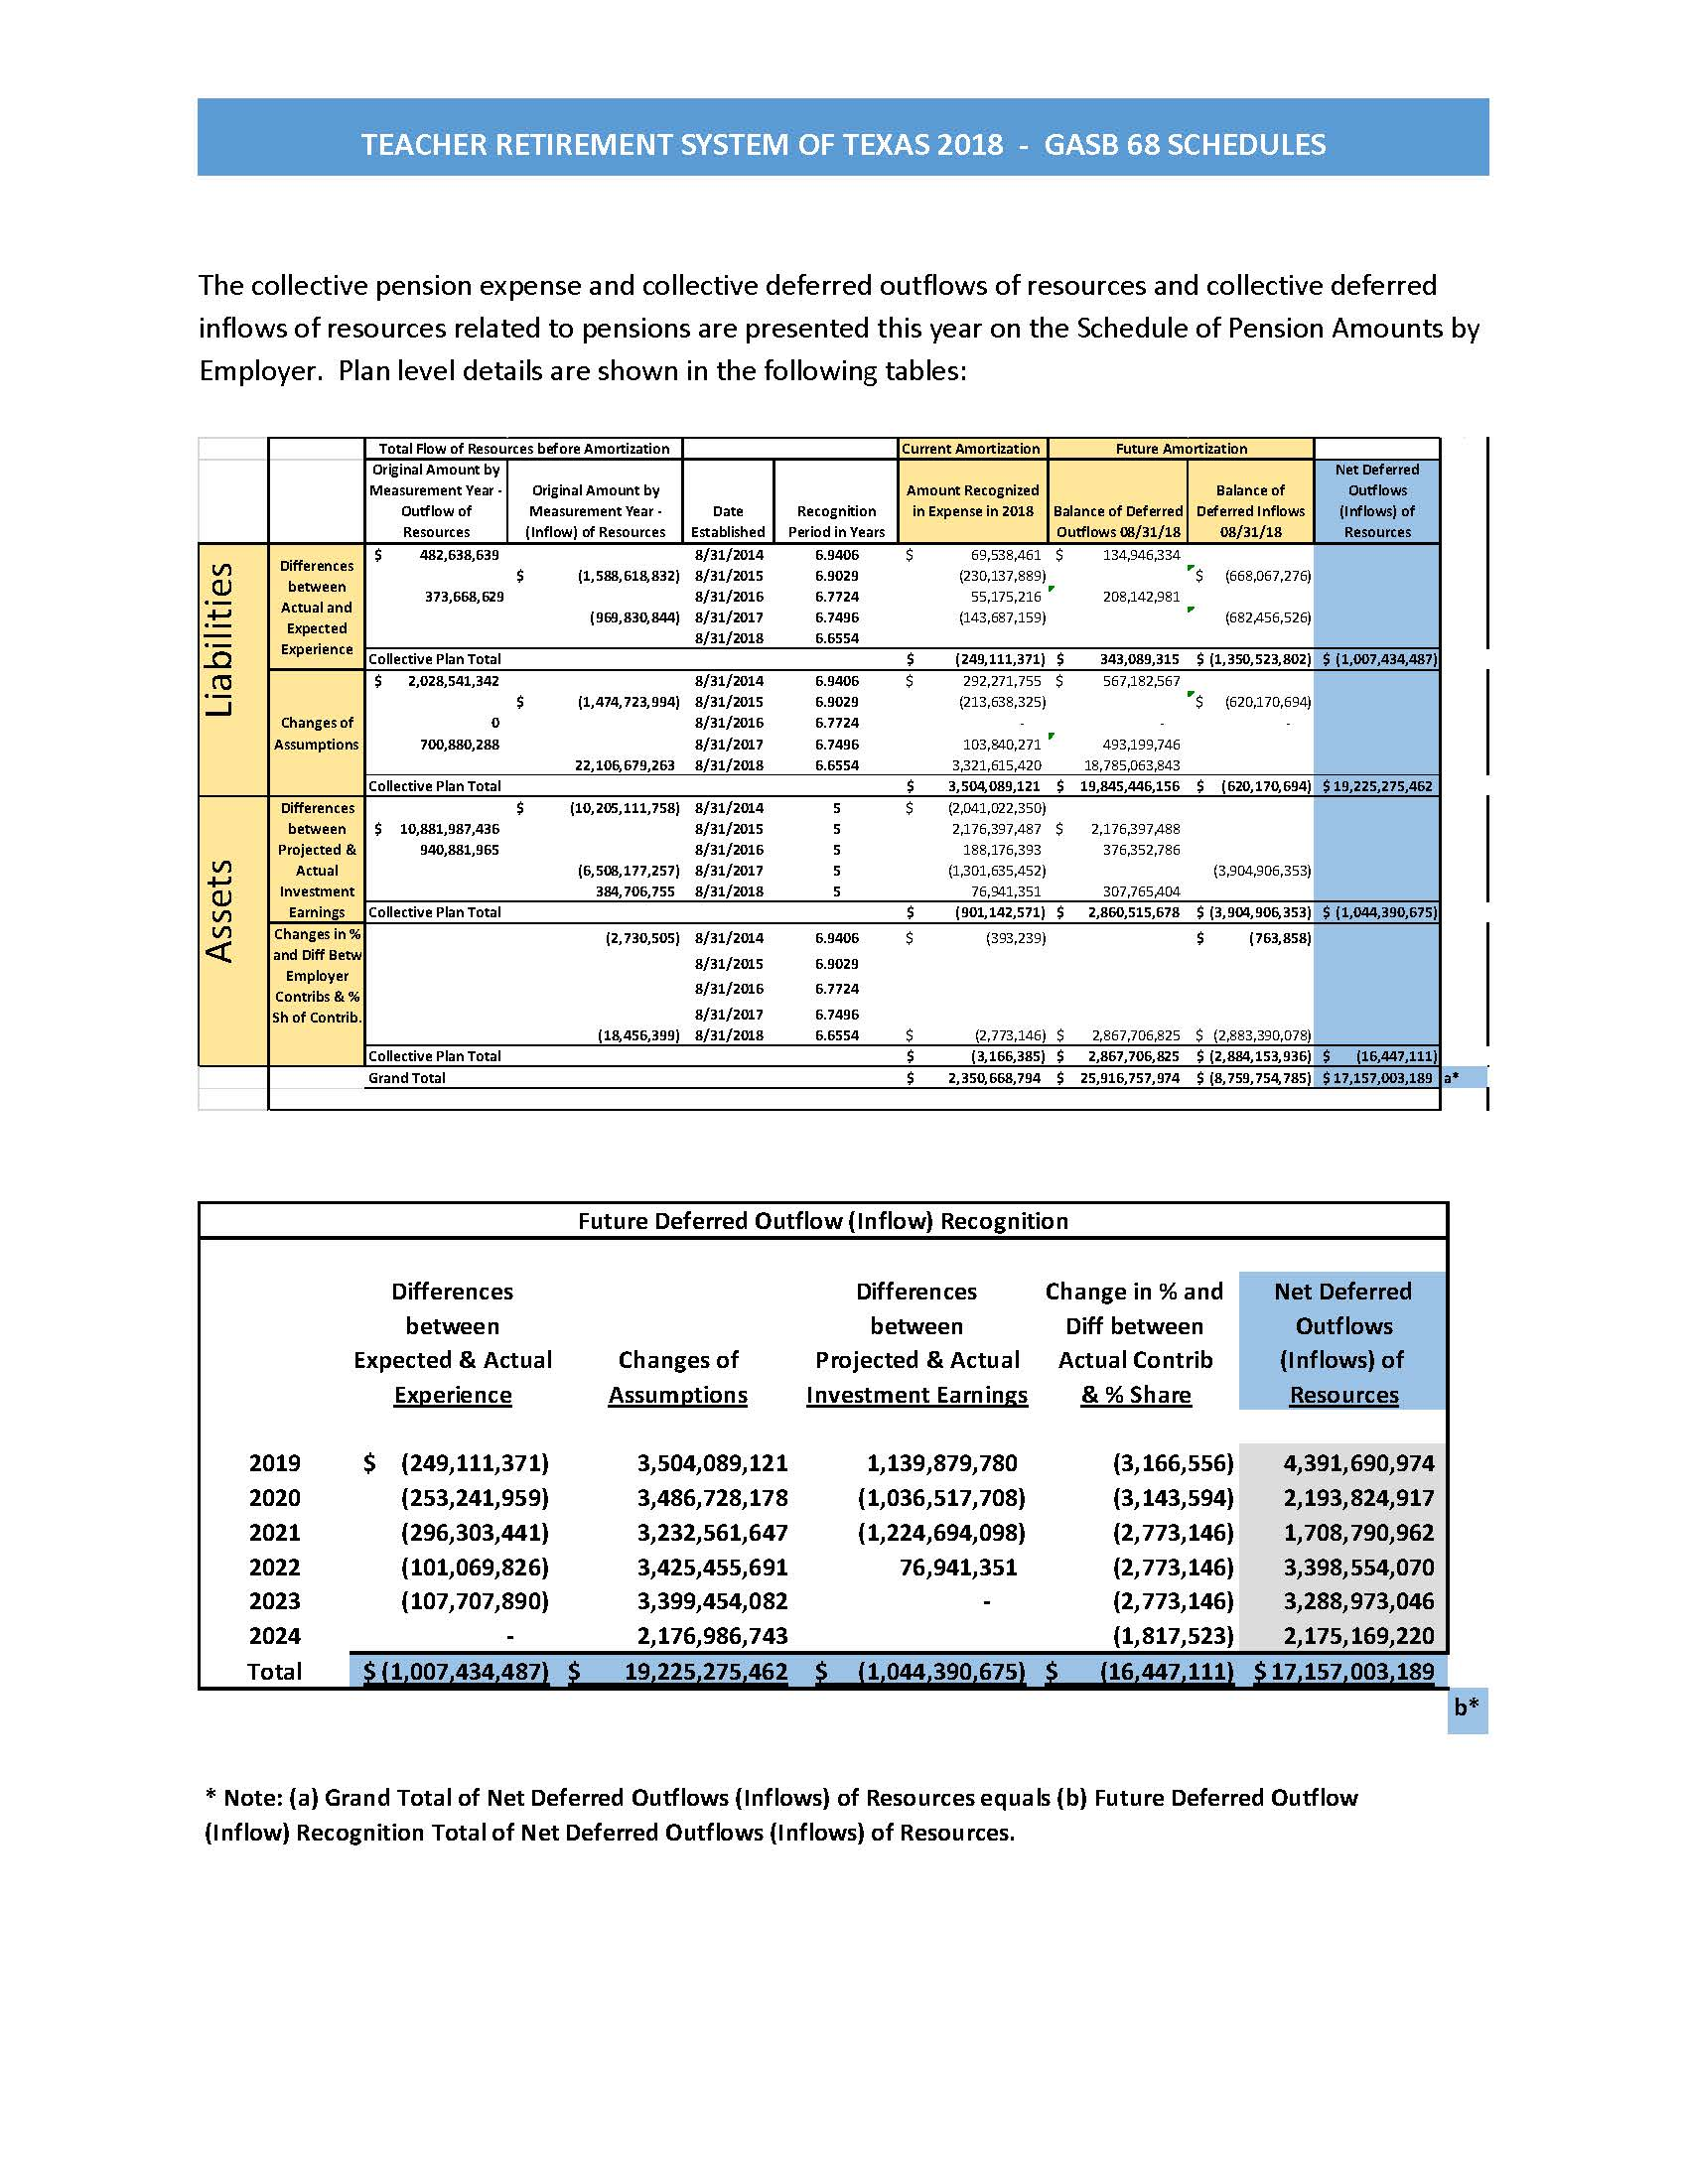 TEACHER RETIREMENT SYSTEM OF TEXAS 2018 - GASB 68 SCHEDULES
The collective pension expense and collective deferred outflows of resources and collective deferred
inflows of resources related to pensions are presented this year on the Schedule of Pension Amounts by
Employer. Plan level details are shown in the following tables:
Total Flow of Resources before Amortization Current Amortization Future Amortization
Original Amount by Measurement Year - Outflow of Resources
Original Amount by Measurement Year - (Inflow) of Resources
Date Established
Recognition Period in Years
Amount Recognized in Expense in 2018
Balance of Deferred Outflows 08/31/18
Balance of Deferred Inflows 08/31/18
Net Deferred Outflows (Inflows) of Resources
Liabilities
Differences between Actual and Expected Experience
$ 482,638,639 8/31/2014 6.9406 $ 69,538,461 $ 134,946,334
$ (1,588,618,832) 8/31/2015 6.9029 (230,137,889) $ (668,067,276)
373,668,629 8/31/2016 6.7724 55,175,216 208,142,981
(969,830,844) 8/31/2017 6.7496 (143,687,159) (682,456,526)
8/31/2018 6.6554
Collective Plan Total $ (249,111,371) $ 343,089,315 $ (1,350,523,802) $ (1,007,434,487)
Changes of Assumptions
$ 2,028,541,342 8/31/2014 6.9406 $ 292,271,755 $ 567,182,567
$ (1,474,723,994) 8/31/2015 6.9029 (213,638,325) $ (620,170,694)
0 8/31/2016 6.7724 - - -
700,880,288 8/31/2017 6.7496 103,840,271 493,199,746
22,106,679,263 8/31/2018 6.6554 3,321,615,420 18,785,063,843
Collective Plan Total $ 3,504,089,121 $ 19,845,446,156 $ (620,170,694) $ 19,225,275,462
Assets
Differences between Projected & Actual Investment Earnings
$ (10,205,111,758) 8/31/2014 5 $ (2,041,022,350)
$ 10,881,987,436 8/31/2015 5 2,176,397,487 $ 2,176,397,488
940,881,965 8/31/2016 5 188,176,393 376,352,786
(6,508,177,257) 8/31/2017 5 (1,301,635,452) (3,904,906,353)
384,706,755 8/31/2018 5 76,941,351 307,765,404
Collective Plan Total $ (901,142,571) $ 2,860,515,678 $ (3,904,906,353) $ (1,044,390,675)
Changes in % and Diff Betw Employer Contribs & % Sh of Contrib.
(2,730,505) 8/31/2014 6.9406 $ (393,239) $ (763,858)
8/31/2015 6.9029
8/31/2016 6.7724
8/31/2017 6.7496
(18,456,399) 8/31/2018 6.6554 $ (2,773,146) $ 2,867,706,825 $ (2,883,390,078)
Collective Plan Total $ (3,166,385) $ 2,867,706,825 $ (2,884,153,936) $ (16,447,111)
Grand Total $ 2,350,668,794 $ 25,916,757,974 $ (8,759,754,785) $ 17,157,003,189 a*
Future Deferred Outflow (Inflow) Recognition
Differences Differences Change in % and Net Deferred
between between Diff between Outflows
Expected & Actual Changes of Projected & Actual Actual Contrib (Inflows) of
Experience Assumptions Investment Earnings & % Share Resources
2019 $ (249,111,371) 3,504,089,121 1,139,879,780 (3,166,556) 4,391,690,974
2020 (253,241,959) 3,486,728,178 (1,036,517,708) (3,143,594) 2,193,824,917
2021 (296,303,441) 3,232,561,647 (1,224,694,098) (2,773,146) 1,708,790,962
2022 (101,069,826) 3,425,455,691 76,941,351 (2,773,146) 3,398,554,070
2023 (107,707,890) 3,399,454,082 - (2,773,146) 3,288,973,046
2024 - 2,176,986,743 (1,817,523) 2,175,169,220
Total $ (1,007,434,487) $ 19,225,275,462 $ (1,044,390,675) $ (16,447,111) $ 17,157,003,189
b*
* Note: (a) Grand Total of Net Deferred Outflows (Inflows) of Resources equals (b) Future Deferred Outflow
(Inflow) Recognition Total of Net Deferred Outflows (Inflows) of Resources.